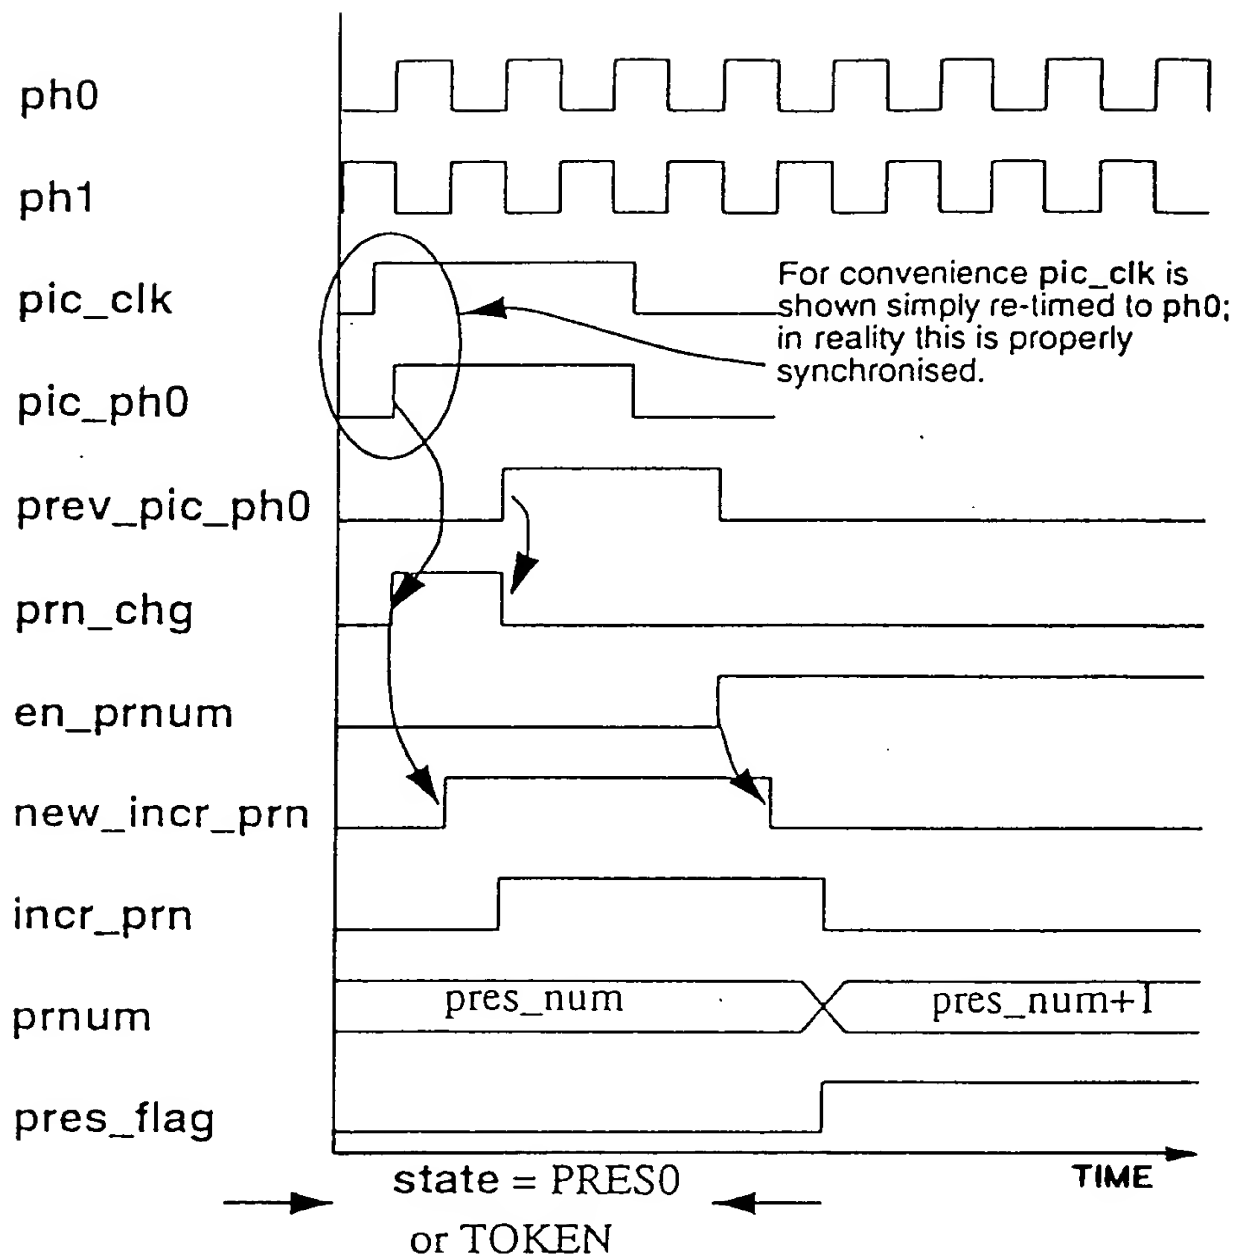 ph0
ph1
pic_clk
For convenience pic_clk is
shown simply re-timed to ph0;
in reality this is properly
synchronised.
pic_ph0
prev_pic_ph0
prn_chg
en_prnum
new_incr_prn
incr_prn
prnum
pres_num
pres_num+1
pres_flag
TIME
state = PRES0
or TOKEN